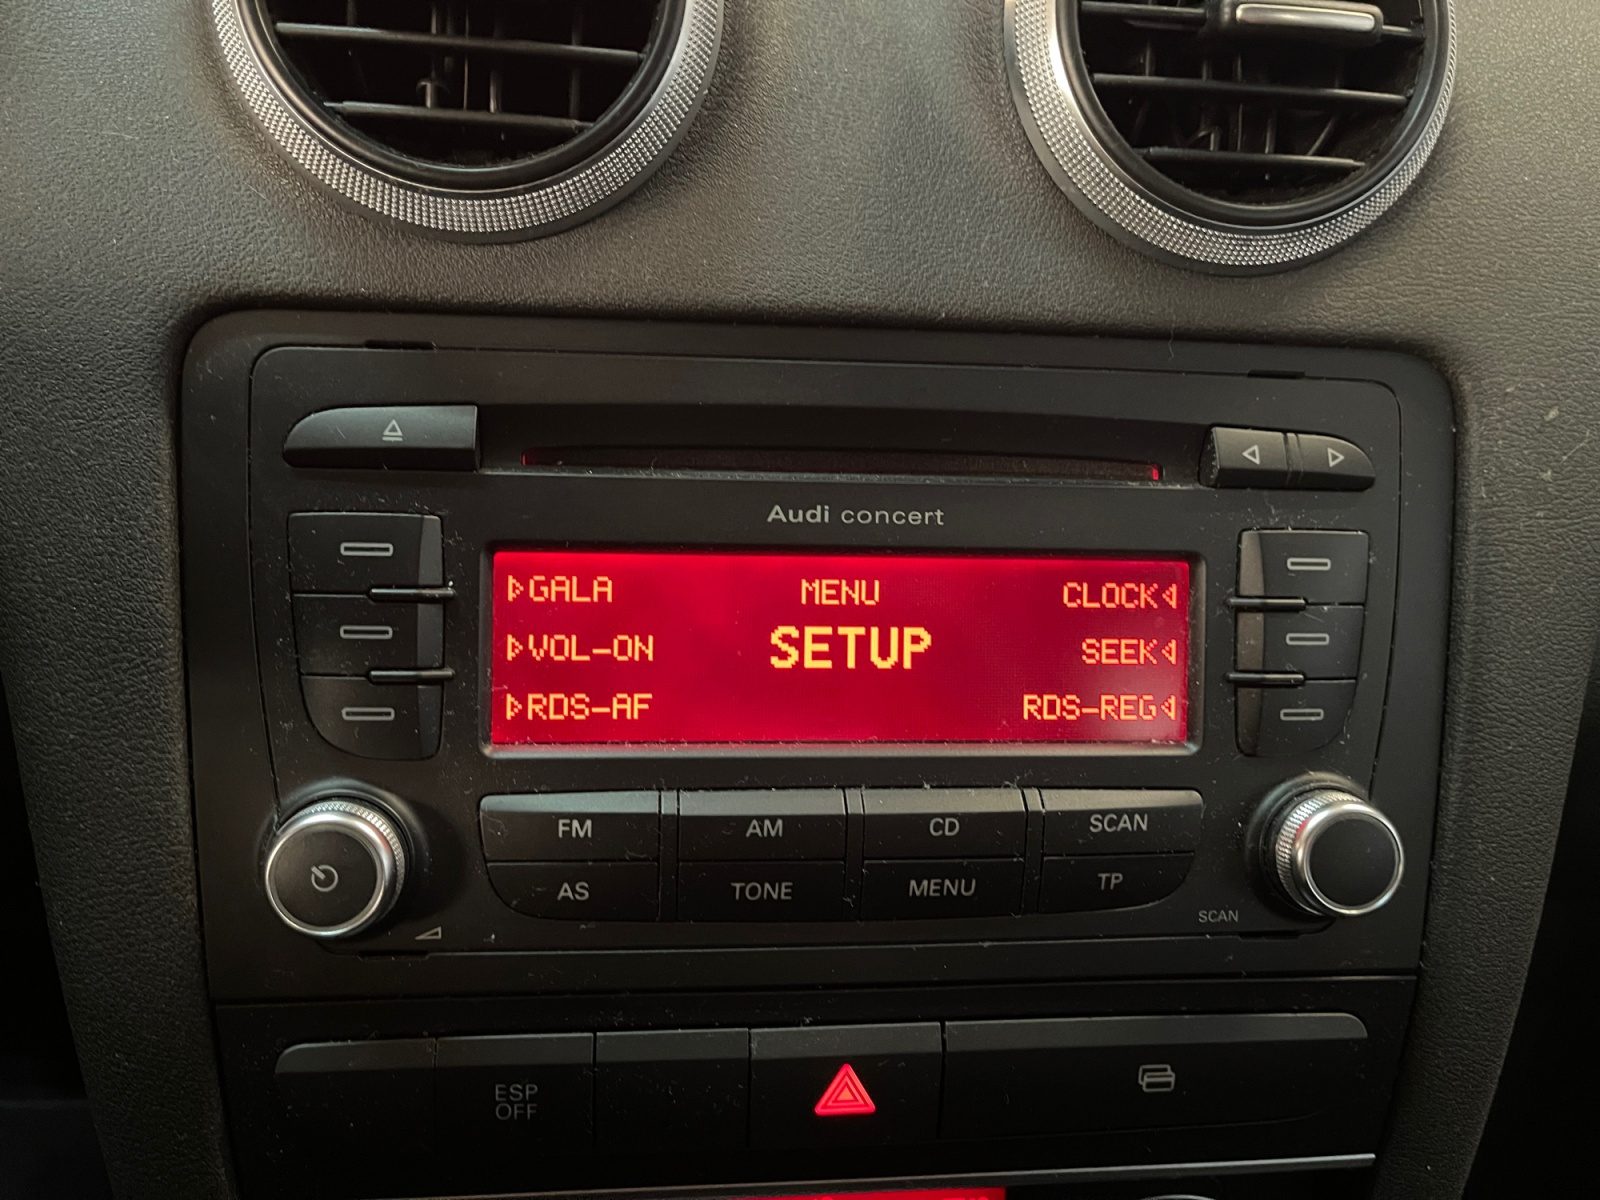 Audi concert
GALA MENU CLOCK
VOL-ON SETUP SEEK
RDS-AF RDS-REG
FM AM CD SCAN
AS TONE MENU TP
SCAN
ESP
OFF